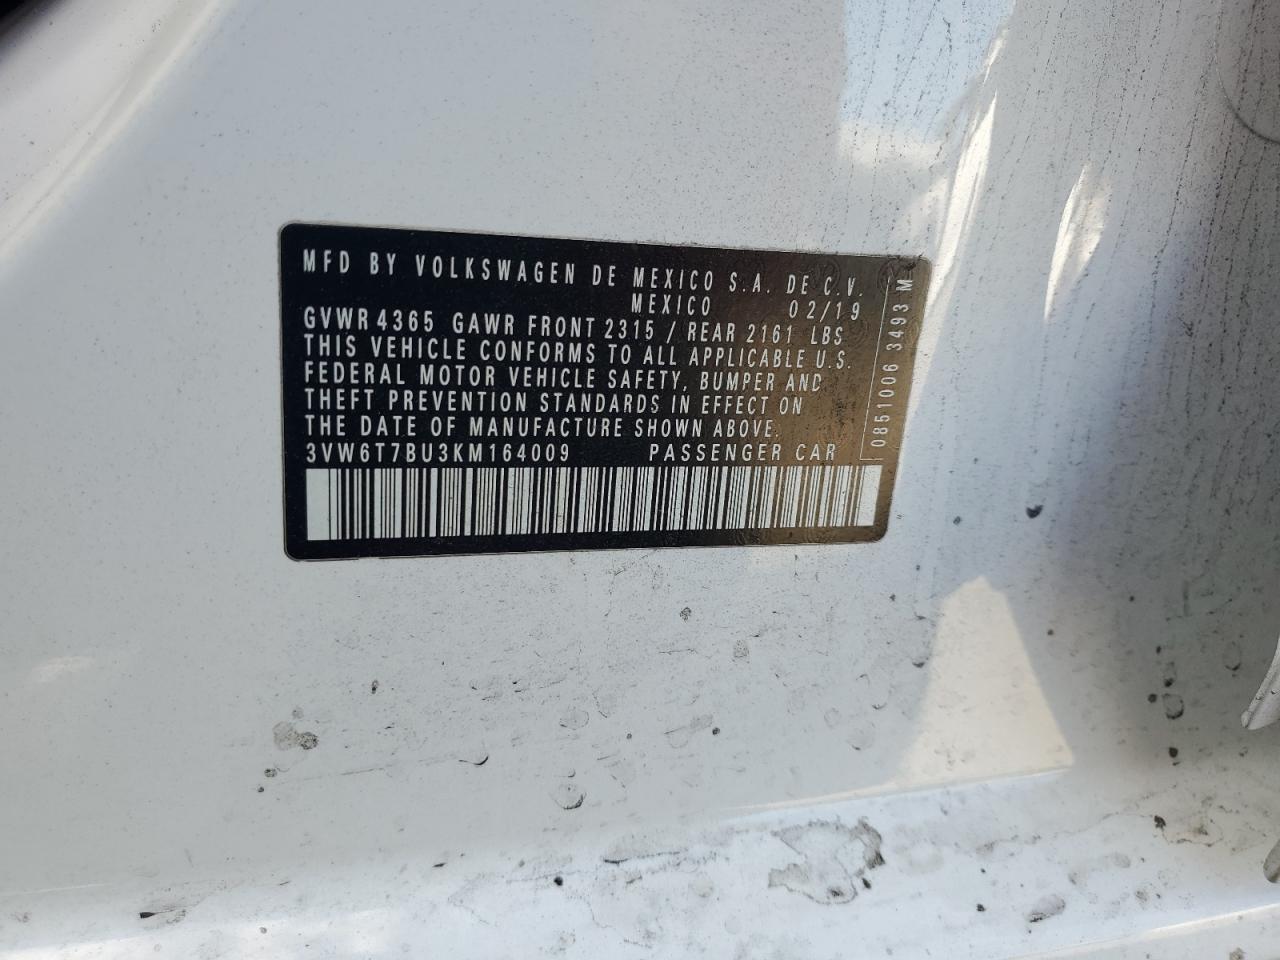 MFD BY VOLKSWAGEN DE MEXICO S.A. DE C.V.
MEXICO 02/19
GVWR 4365 GAWR FRONT 2315 / REAR 2161 LBS
THIS VEHICLE CONFORMS TO ALL APPLICABLE U.S.
FEDERAL MOTOR VEHICLE SAFETY, BUMPER AND
THEFT PREVENTION STANDARDS IN EFFECT ON
THE DATE OF MANUFACTURE SHOWN ABOVE.
3VW6T7BU3KM164009 PASSENGER CAR
0851006 3493 M